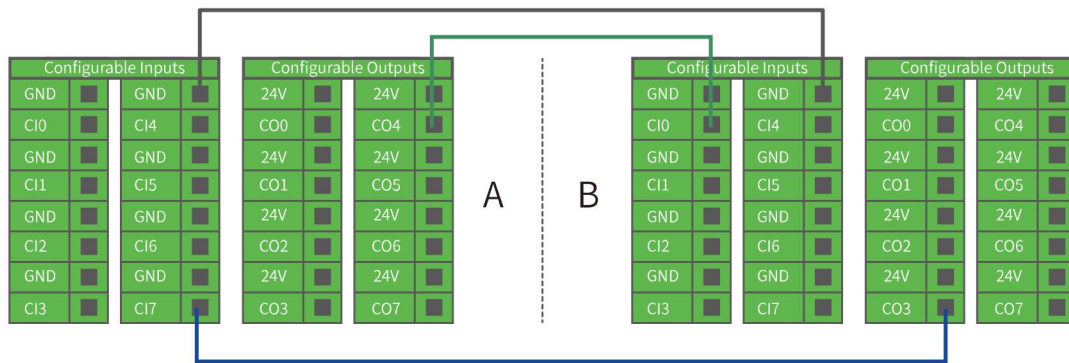 Configurable Inputs Configurable Outputs Configurable Inputs Configurable Outputs
GND GND 24V 24V GND GND 24V 24V
CI0 CI4 CO0 CO4 CI0 CI4 CO0 CO4
GND GND 24V 24V GND GND 24V 24V
CI1 CI5 CO1 CO5 A B CI1 CI5 CO1 CO5
GND GND 24V 24V GND GND 24V 24V
CI2 CI6 CO2 CO6 CI2 CI6 CO2 CO6
GND GND 24V 24V GND GND 24V 24V
CI3 CI7 CO3 CO7 CI3 CI7 CO3 CO7